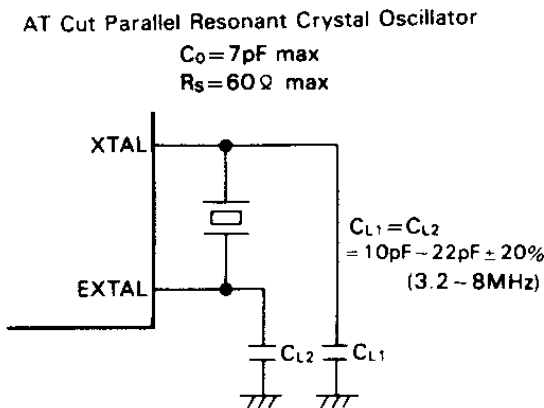 AT Cut Parallel Resonant Crystal Oscillator
C₀=7pF max
Rs=60Ω max
XTAL
CL1=CL2
=10pF~22pF±20%
(3.2~8MHz)
EXTAL
CL2
CL1